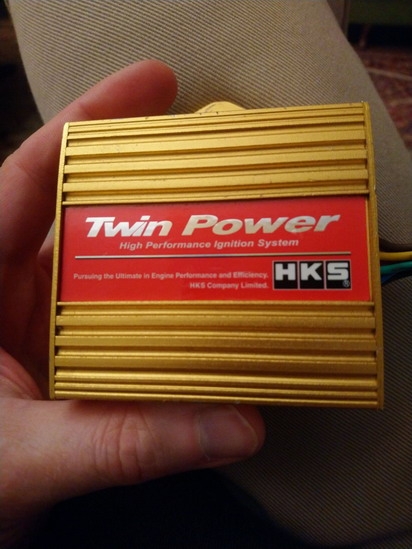 Twin Power
High Performance Ignition System
Pursuing the Ultimate in Engine Performance and Efficiency.
HKS Company Limited.
HKS®